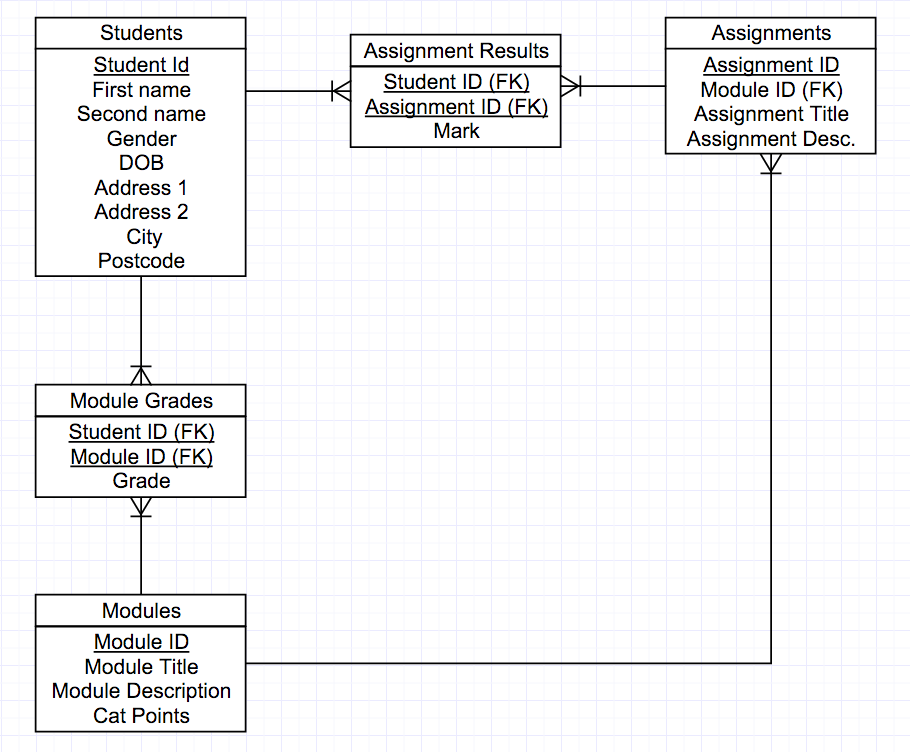 Students
Student Id
First name
Second name
Gender
DOB
Address 1
Address 2
City
Postcode
Assignment Results
Student ID (FK)
Assignment ID (FK)
Mark
Assignments
Assignment ID
Module ID (FK)
Assignment Title
Assignment Desc.
Module Grades
Student ID (FK)
Module ID (FK)
Grade
Modules
Module ID
Module Title
Module Description
Cat Points